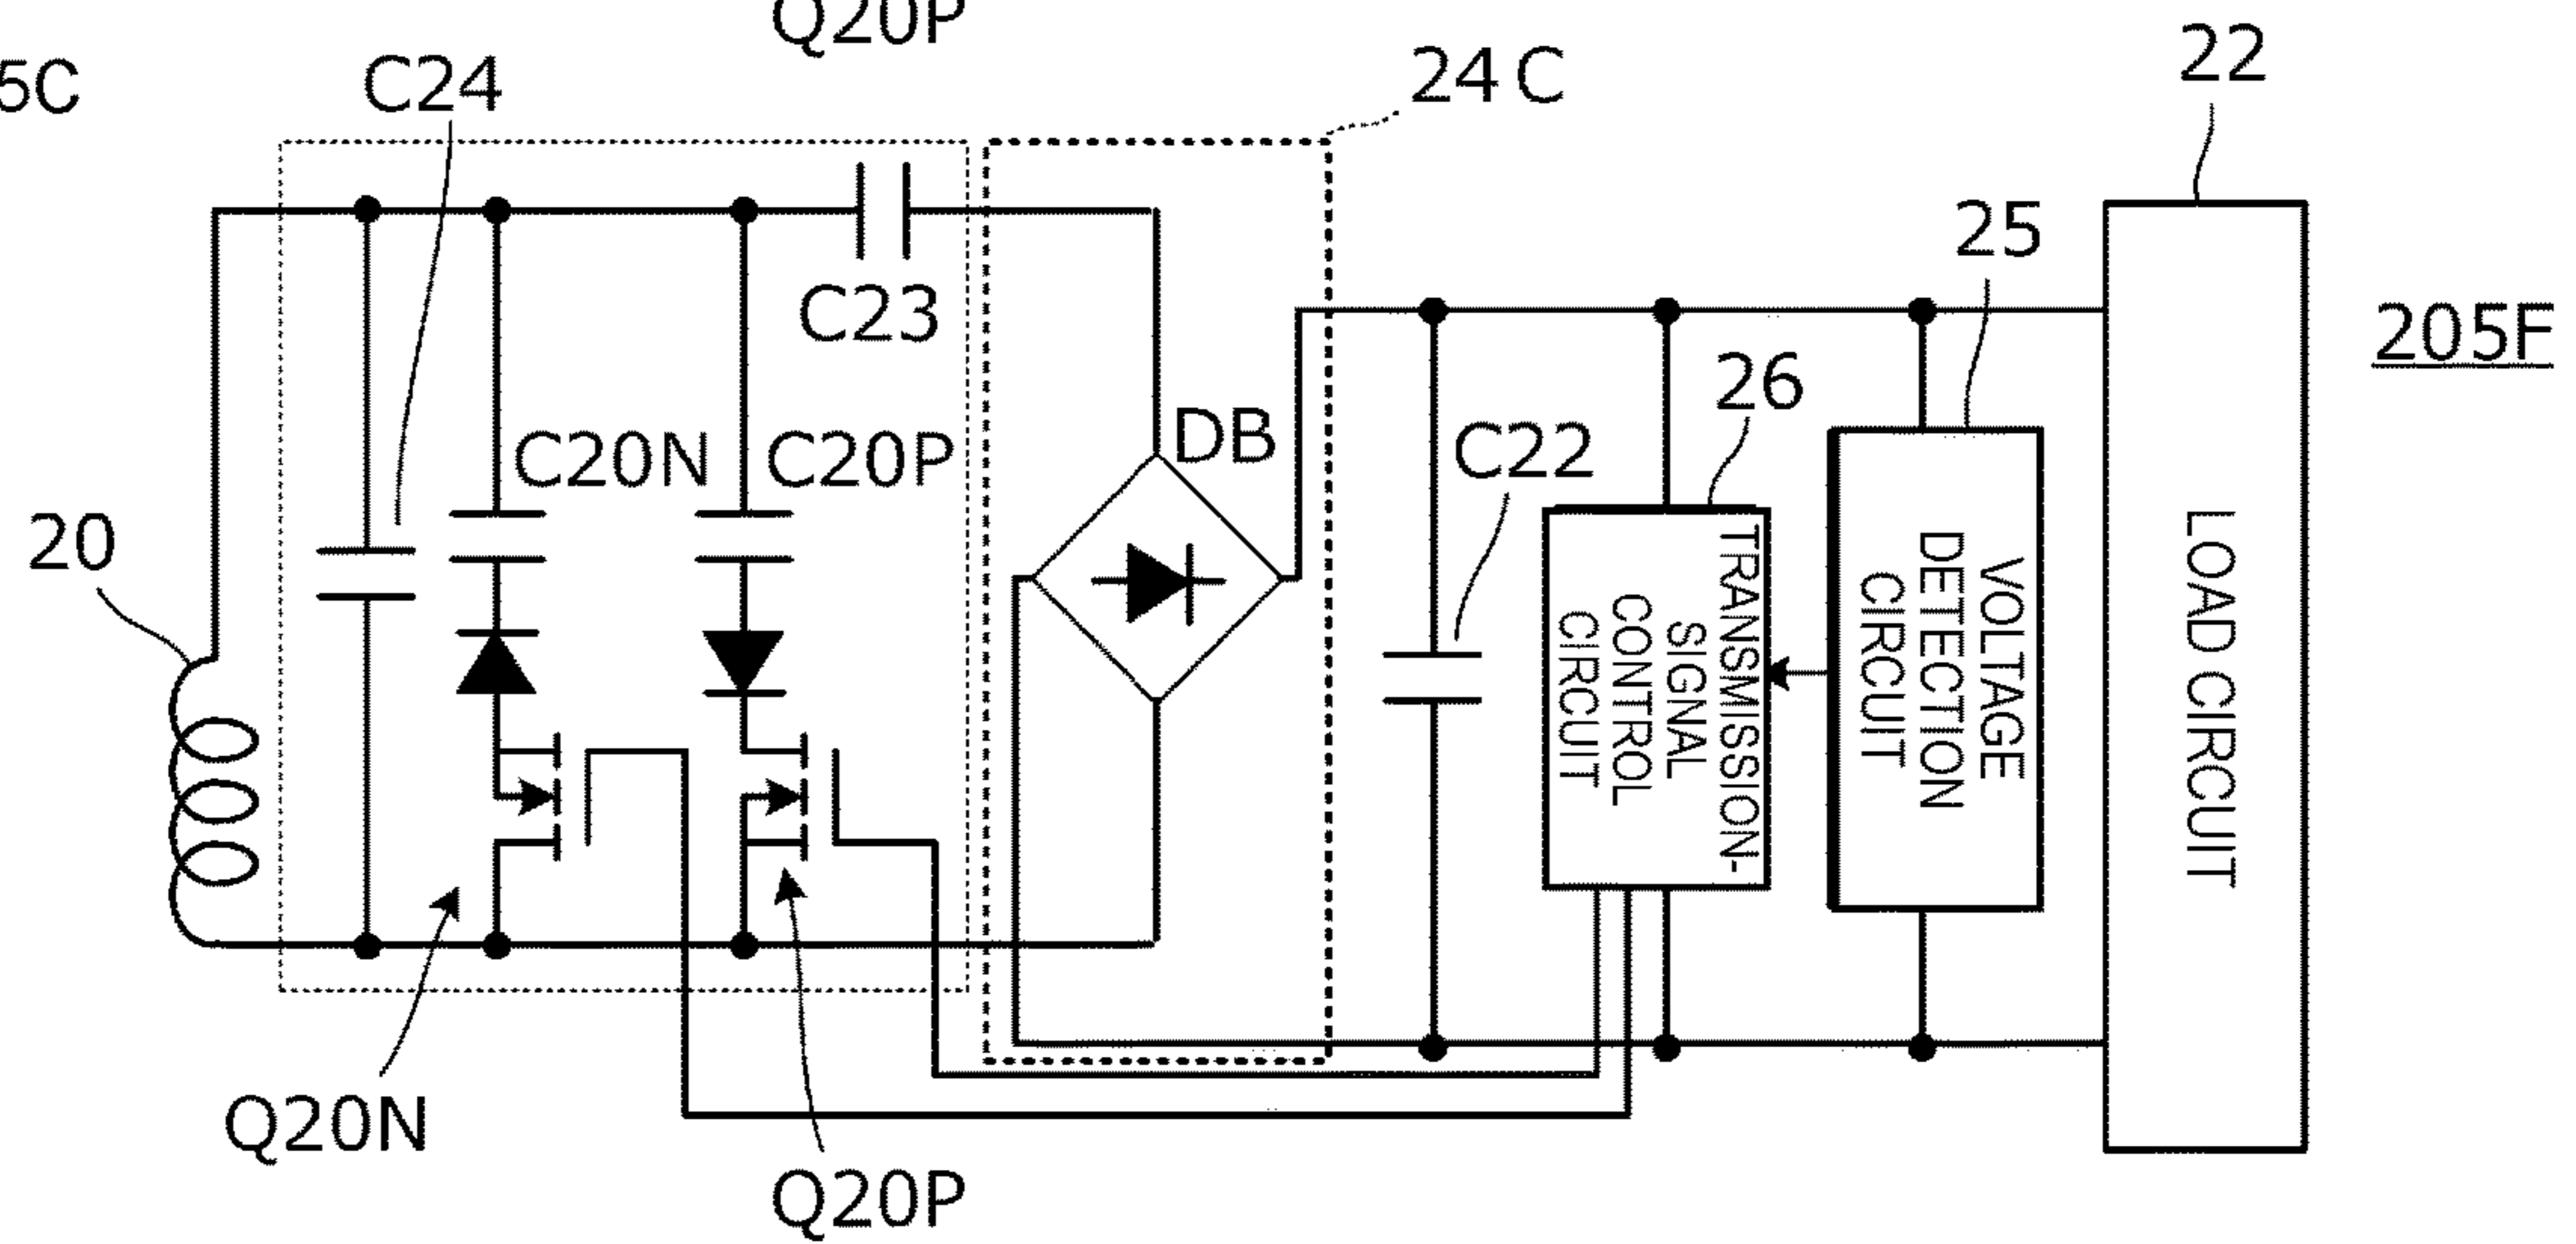 Q20P
5C
C24
24 C
22
25
C23
205F
26
DB
C20N
C20P
C22
20
TRANSMISSION-
SIGNAL
CONTROL
CIRCUIT
VOLTAGE
DETECTION
CIRCUIT
LOAD CIRCUIT
Q20N
Q20P